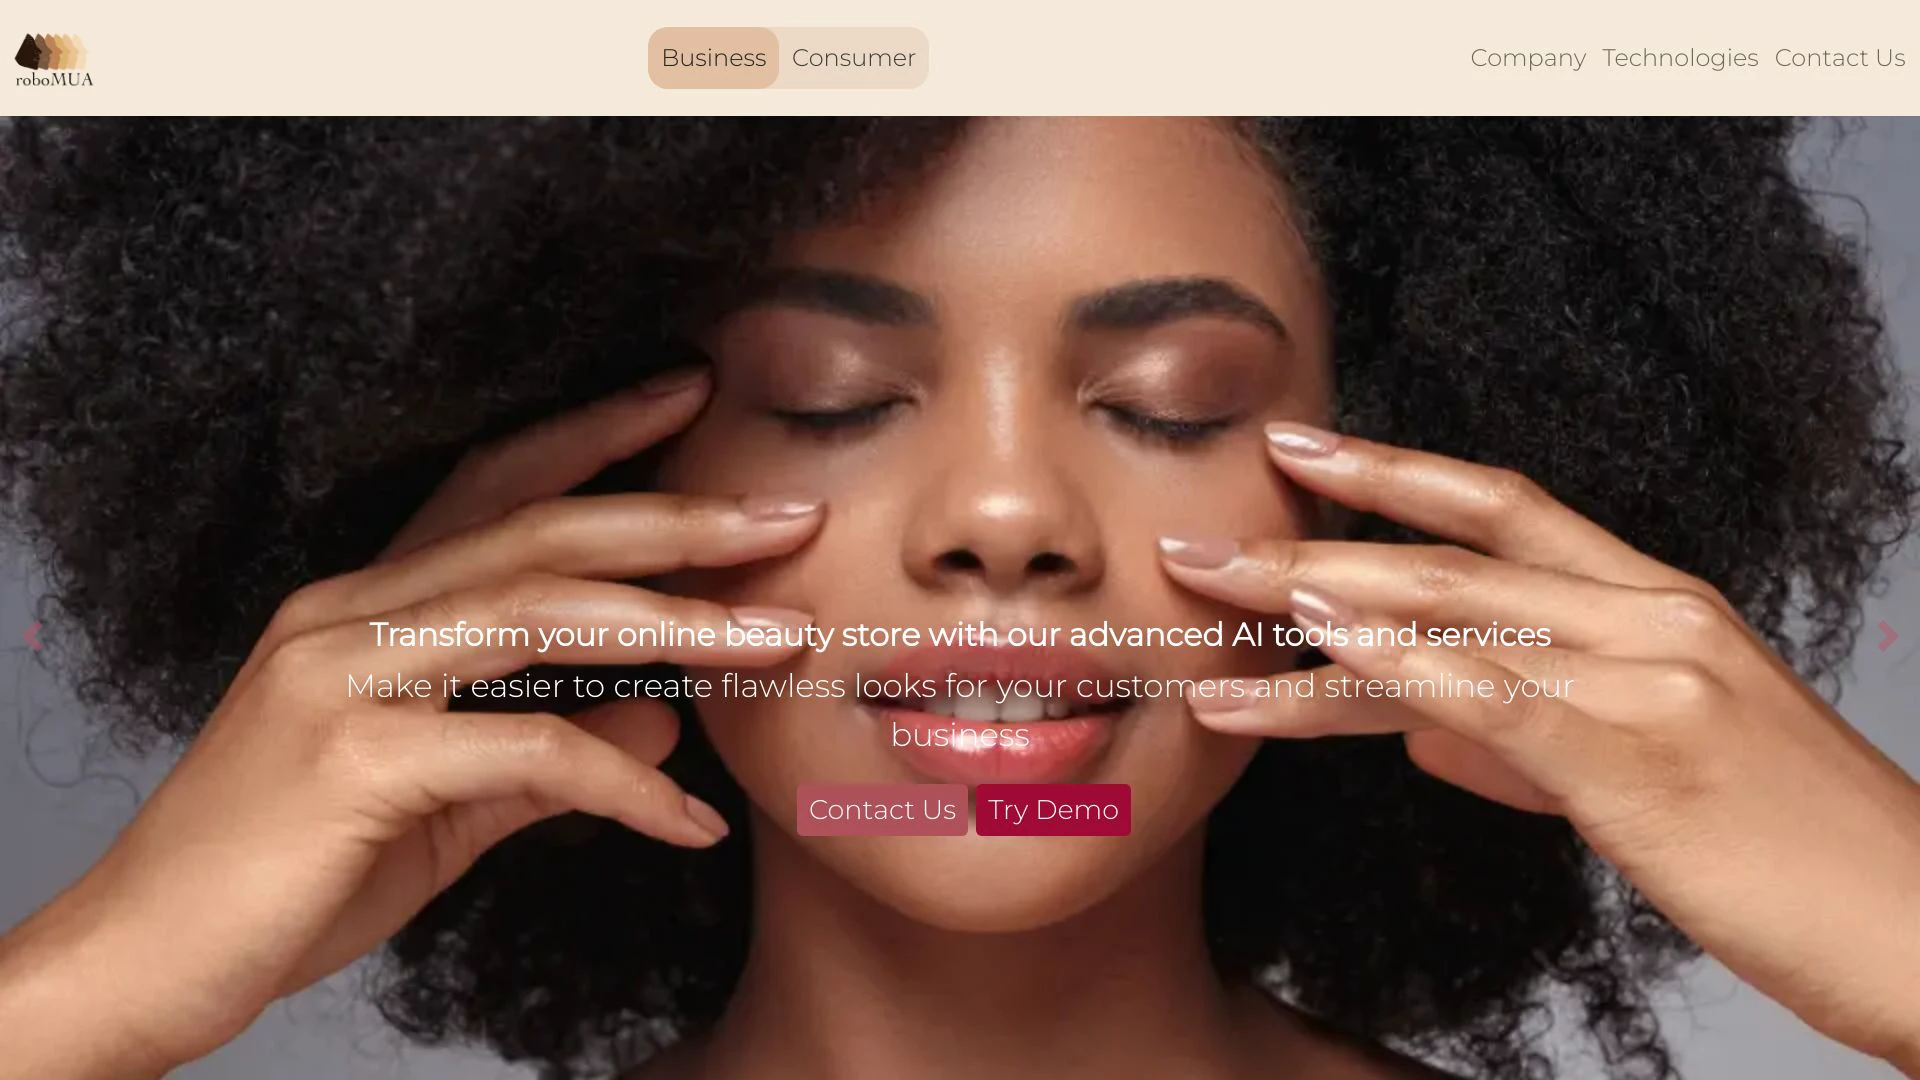 roboMUA
Business
Consumer
Company
Technologies
Contact Us
Transform your online beauty store with our advanced AI tools and services
Make it easier to create flawless looks for your customers and streamline your
business
Contact Us
Try Demo